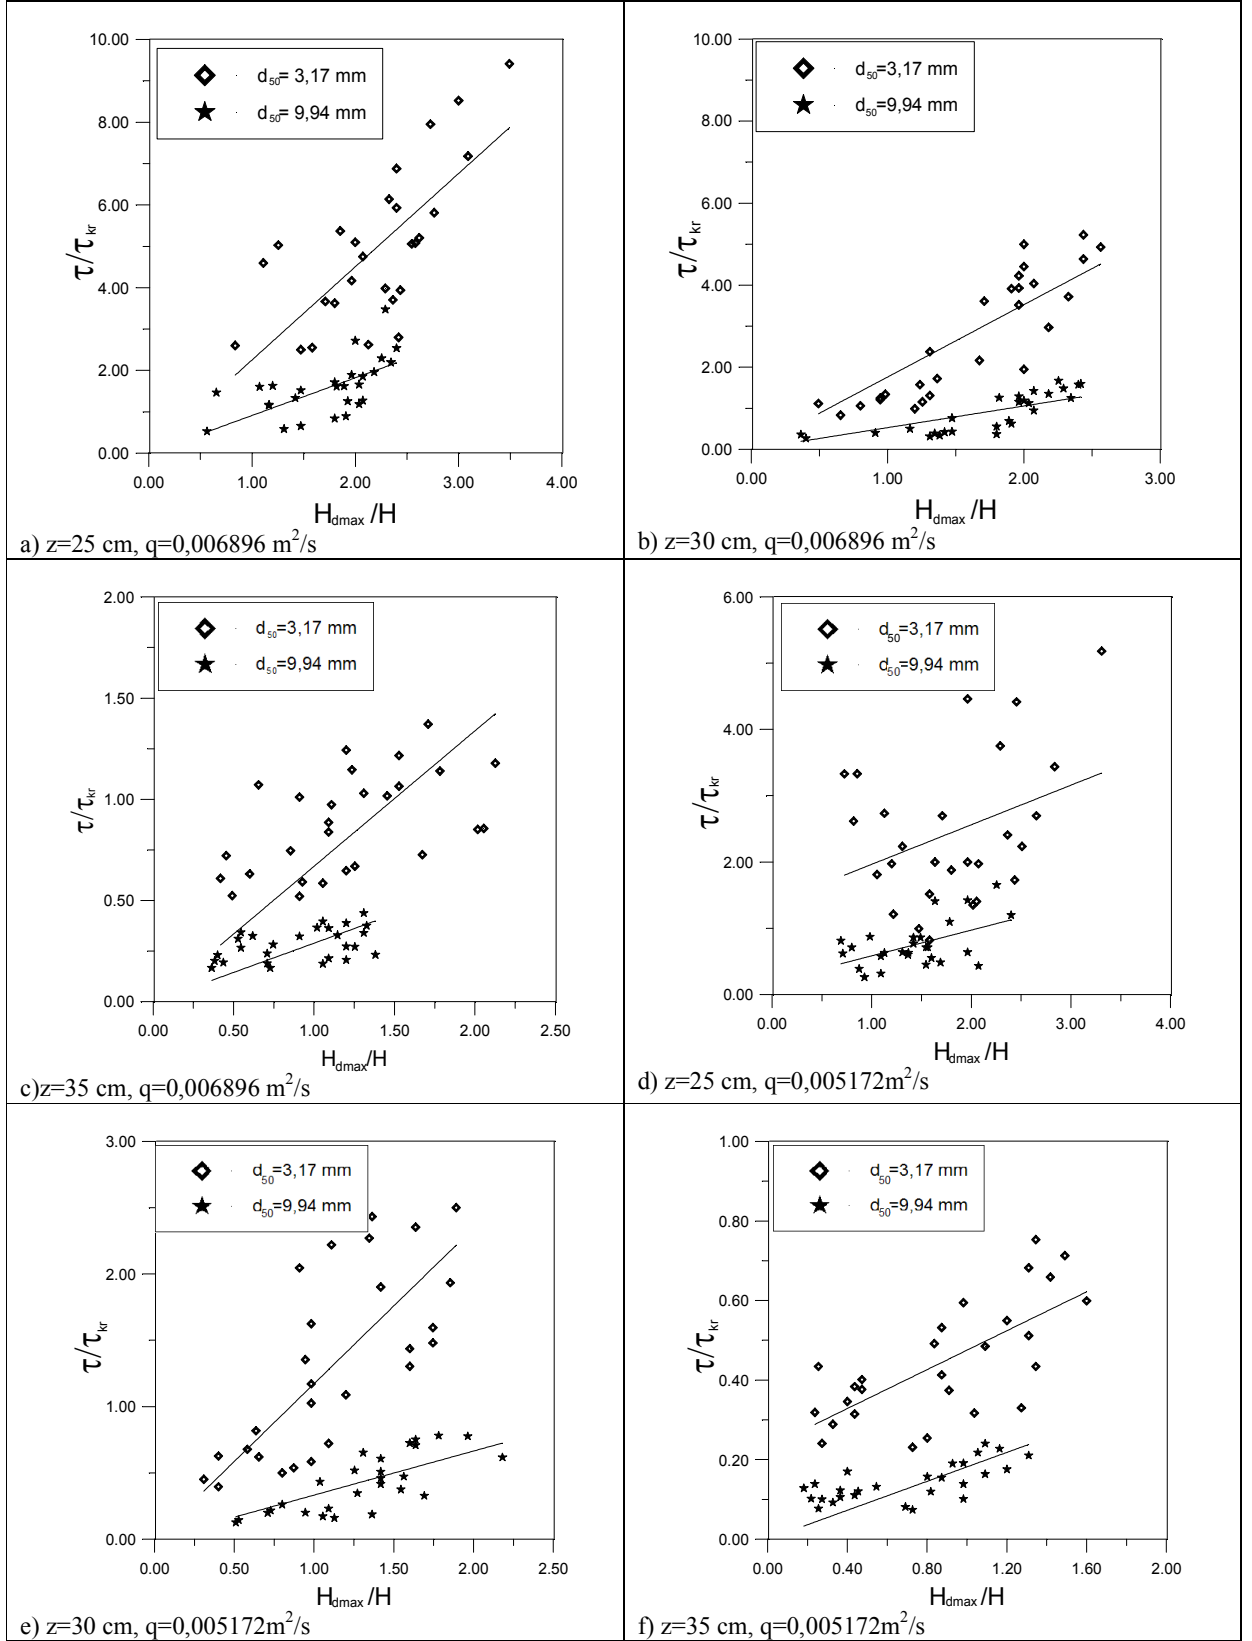 10.00
8.00
6.00
4.00
2.00
0.00
0.00 1.00 2.00 3.00 4.00
τ/τkr
Hdmax /H
d50= 3,17 mm
d50= 9,94 mm
a) z=25 cm, q=0,006896 m2/s
10.00
8.00
6.00
4.00
2.00
0.00
0.00 1.00 2.00 3.00
τ/τkr
Hdmax /H
d50=3,17 mm
d50=9,94 mm
b) z=30 cm, q=0,006896 m2/s
2.00
1.50
1.00
0.50
0.00
0.00 0.50 1.00 1.50 2.00 2.50
τ/τkr
Hdmax/H
d50=3,17 mm
d50=9,94 mm
c)z=35 cm, q=0,006896 m2/s
6.00
4.00
2.00
0.00
0.00 1.00 2.00 3.00 4.00
τ/τkr
Hdmax /H
d50=3,17 mm
d50=9,94 mm
d) z=25 cm, q=0,005172m2/s
3.00
2.00
1.00
0.00
0.00 0.50 1.00 1.50 2.00 2.50
τ/τkr
Hdmax/H
d50=3,17 mm
d50=9,94 mm
e) z=30 cm, q=0,005172m2/s
1.00
0.80
0.60
0.40
0.20
0.00
0.00 0.40 0.80 1.20 1.60 2.00
τ/τkr
Hdmax/H
d50=3,17 mm
d50=9,94 mm
f) z=35 cm, q=0,005172m2/s